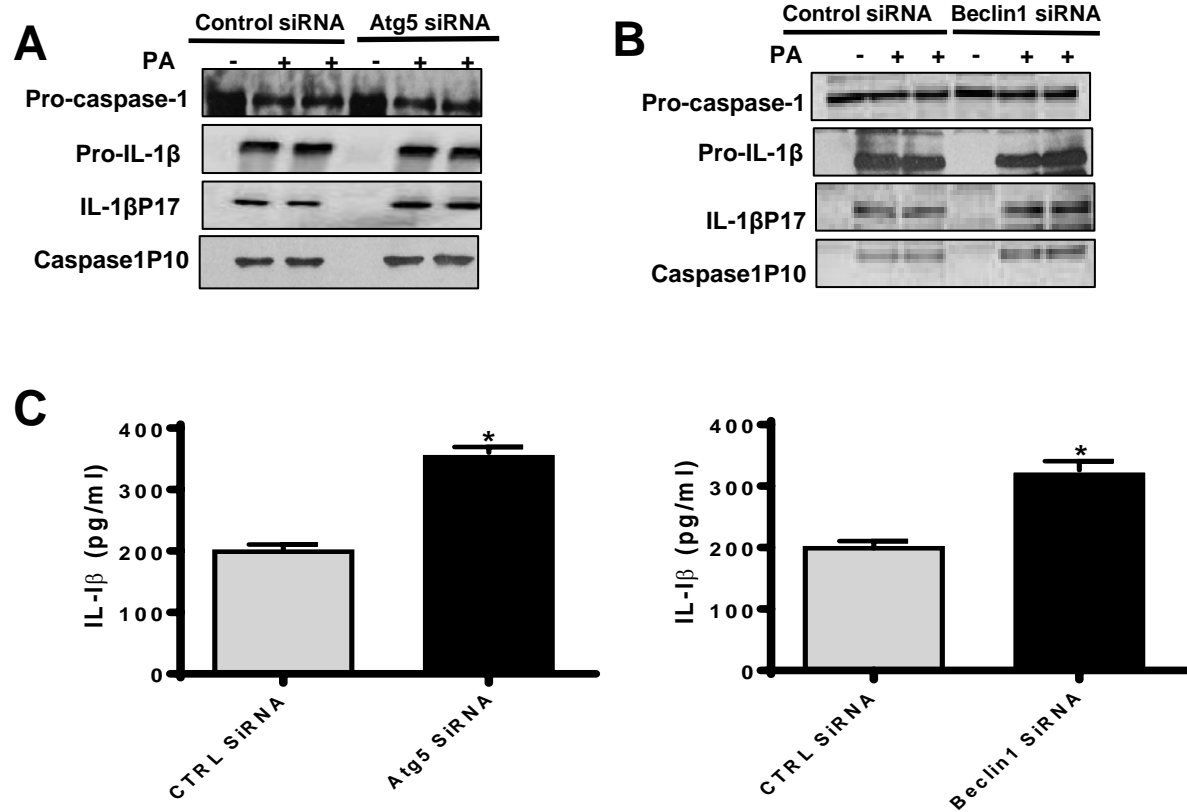 A
Control siRNA Atg5 siRNA
PA - + + - + +
Pro-caspase-1
Pro-IL-1β
IL-1βP17
Caspase1P10
B
Control siRNA Beclin1 siRNA
PA - + + - + +
Pro-caspase-1
Pro-IL-1β
IL-1βP17
Caspase1P10
C
IL-Iβ (pg/ml)
400
300
200
100
0
*
CTRL SiRNA
Atg5 SiRNA
IL-Iβ (pg/ml)
400
300
200
100
0
*
CTRL SiRNA
Beclin1 SiRNA